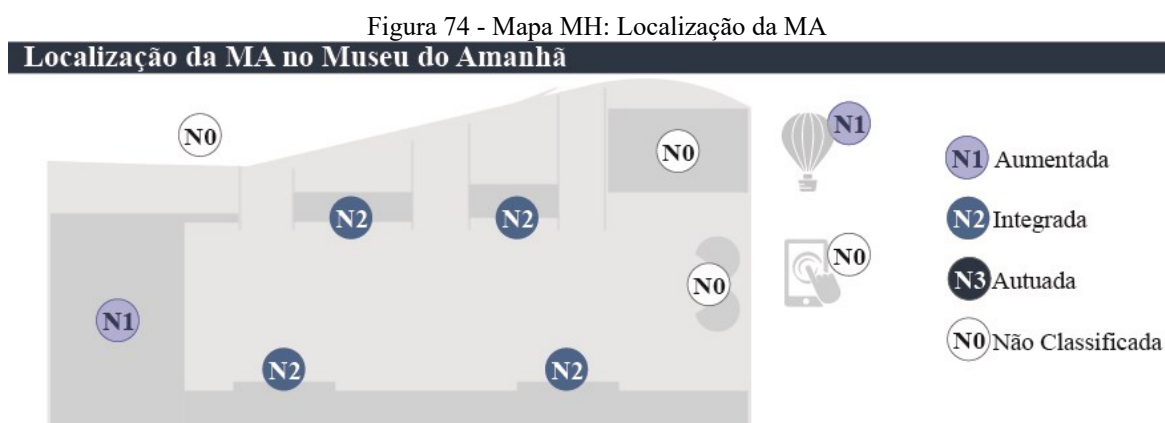 Figura 74 - Mapa MH: Localização da MA
Localização da MA no Museu do Amanhã
N0
N0
N1
N2
N2
N0
N0
N1
N2
N2
N1 Aumentada
N2 Integrada
N3 Autuada
N0 Não Classificada